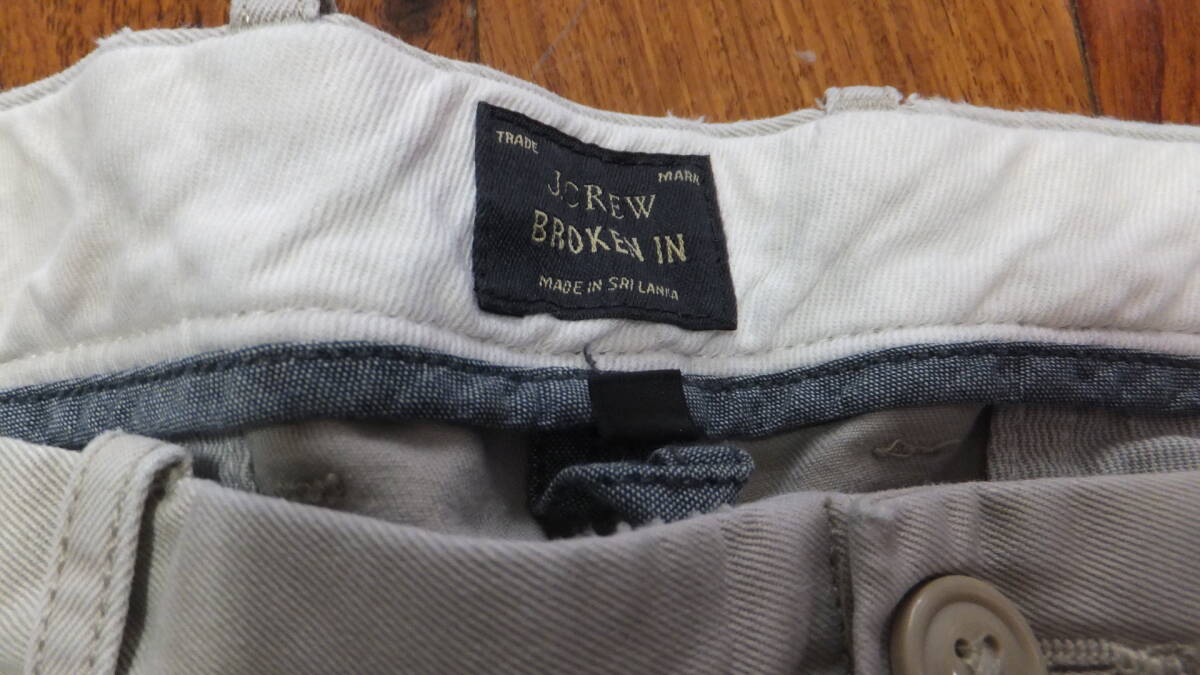 TRADE MARK
J.CREW
BROKEN IN
MADE IN SRI LANKA